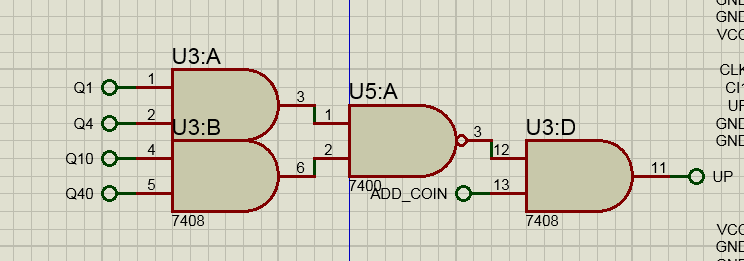 GND
GND
VCC
U3:A
Q1
1
3
Q4
2
U3:B
U5:A
1
3
Q10
4
6
2
U3:D
12
Q40
5
7400
ADD_COIN
13
11
UP
7408
7408
CLK
CI1
UP
GND
GND
VCC
GND
GND